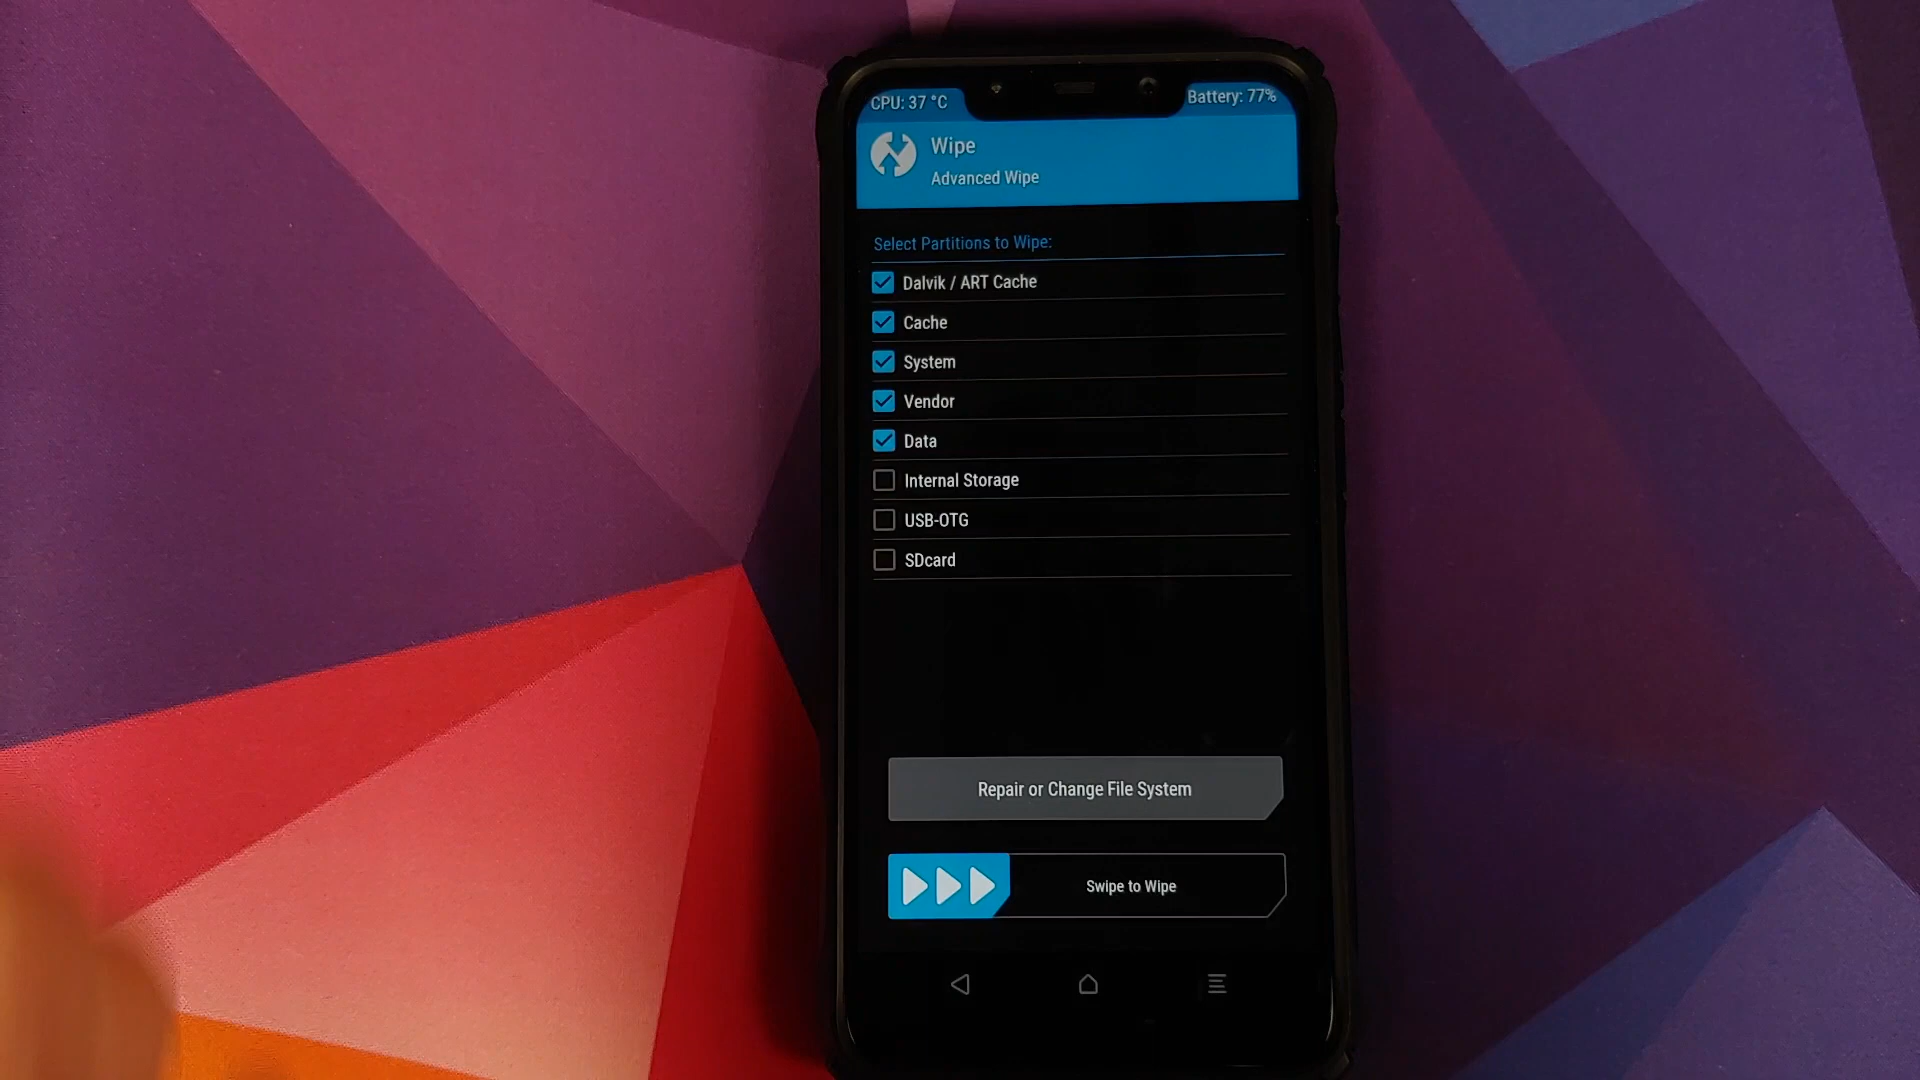 CPU: 37 °C
Battery: 77%
Wipe
Advanced Wipe
Select Partitions to Wipe:
Dalvik / ART Cache
Cache
System
Vendor
Data
Internal Storage
USB-OTG
SDcard
Repair or Change File System
Swipe to Wipe